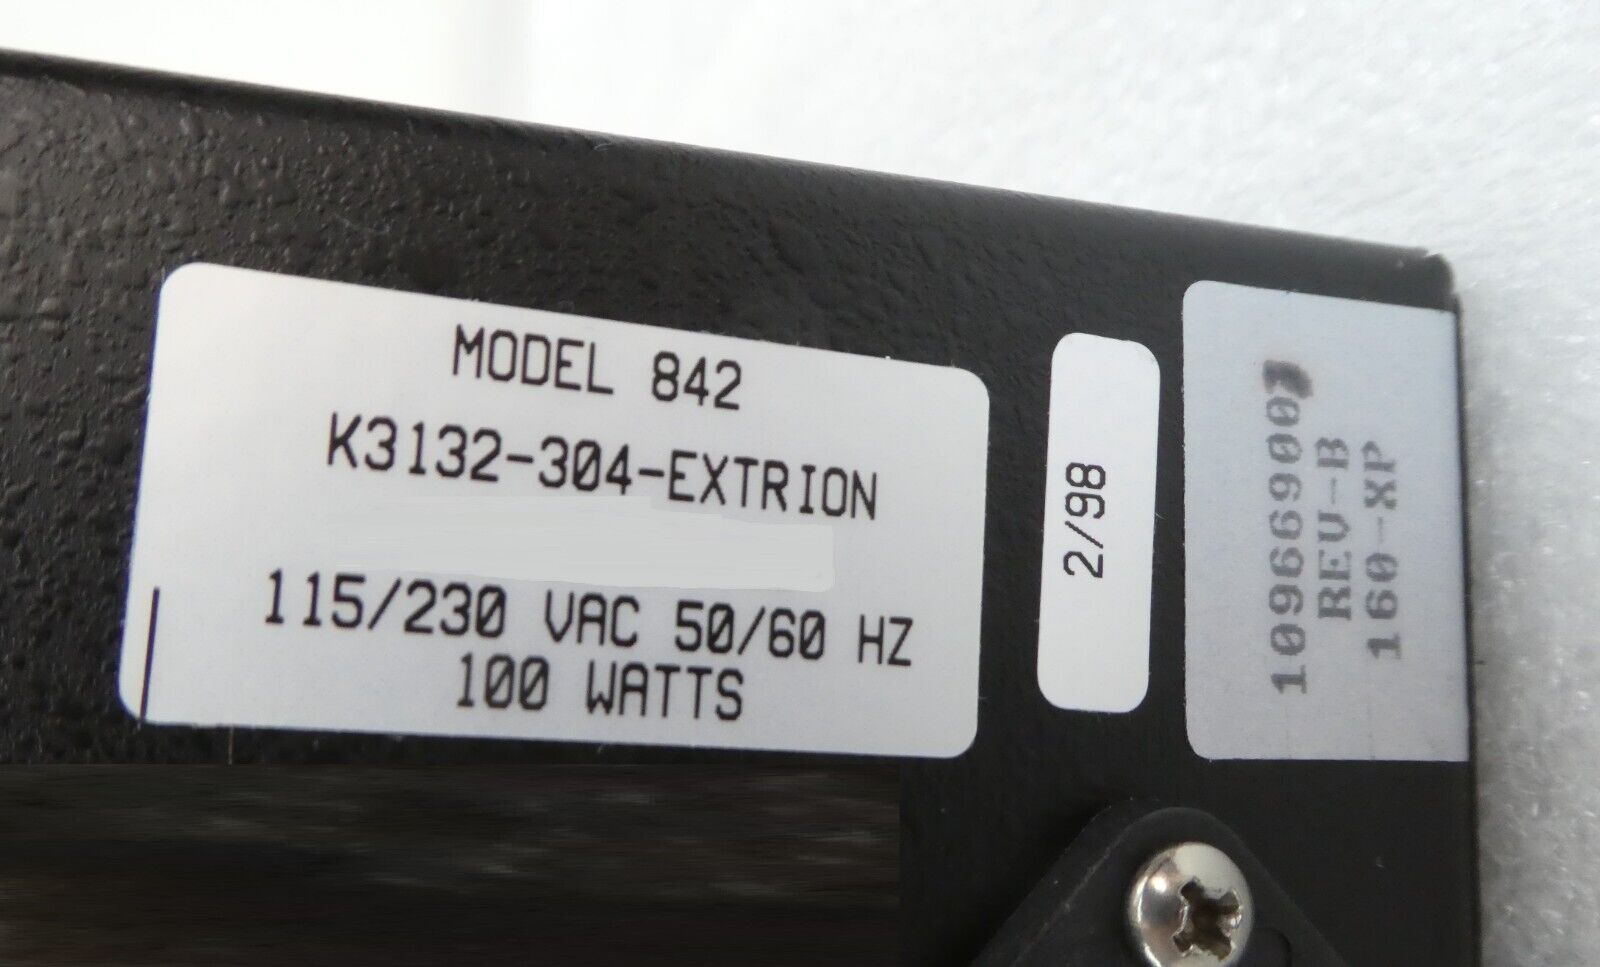 MODEL 842
K3132-304-EXTRION
115/230 VAC 50/60 HZ
100 WATTS
2/98
REV-B
160-XP